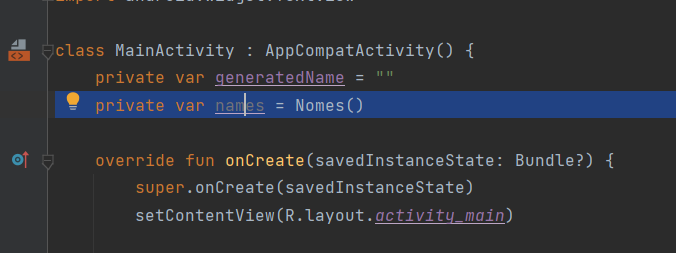 class MainActivity : AppCompatActivity() {
private var generatedName = ""
private var names = Nomes()
override fun onCreate(savedInstanceState: Bundle?) {
super.onCreate(savedInstanceState)
setContentView(R.layout.activity_main)